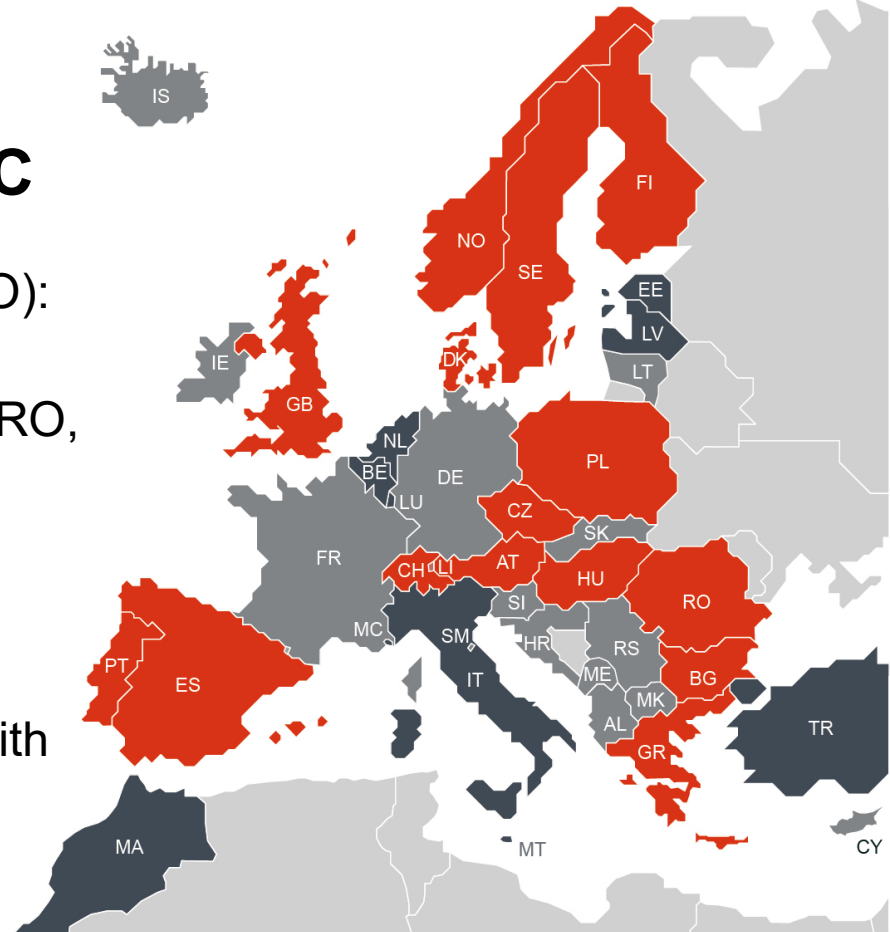 IS
C
FI
NO
O):
SE
EE
LV
IE
DK
LT
GB
RO,
NL
PL
BE
DE
LU
CZ
SK
FR
CH
LI
AT
HU
SI
RO
MC
SM
HR
RS
PT
ES
IT
ME
BG
MK
AL
TR
ith
GR
MA
MT
CY